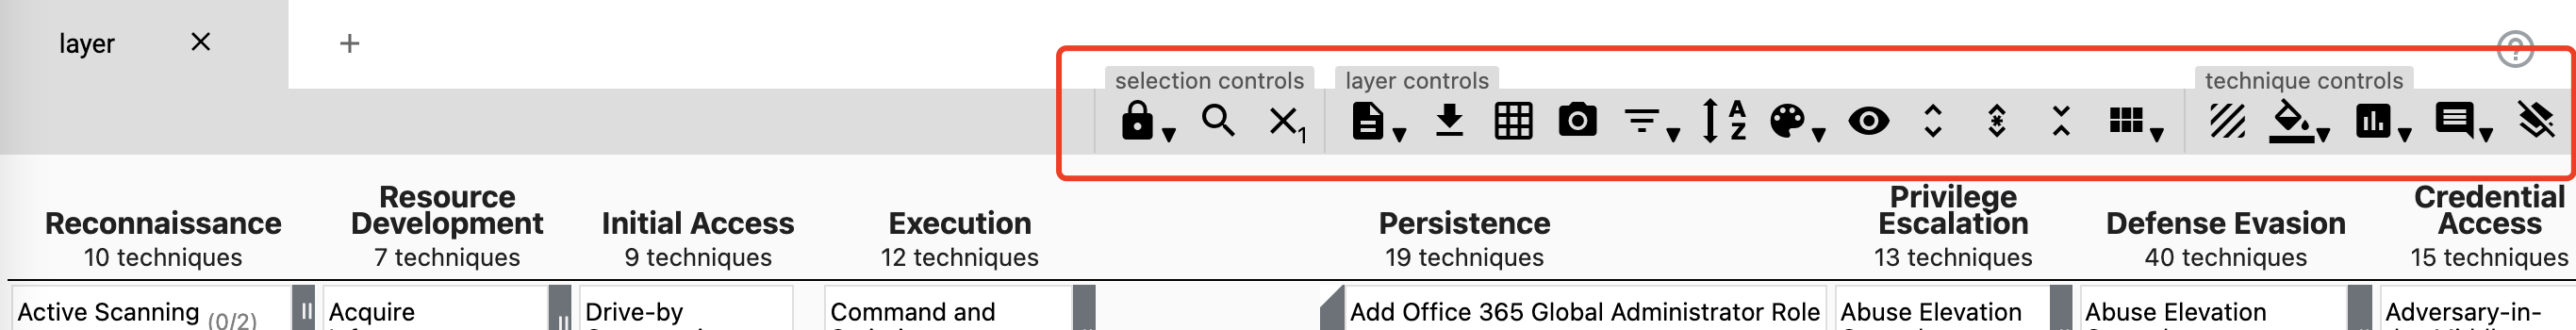 layer
selection controls
layer controls
technique controls
1
A
Z
Reconnaissance
10 techniques
Resource
Development
7 techniques
Initial Access
9 techniques
Execution
12 techniques
Persistence
19 techniques
Privilege
Escalation
13 techniques
Defense Evasion
40 techniques
Credential
Access
15 techniques
Active Scanning (0/2)
Acquire
Drive-by
Command and
Add Office 365 Global Administrator Role
Abuse Elevation
Abuse Elevation
Adversary-in-